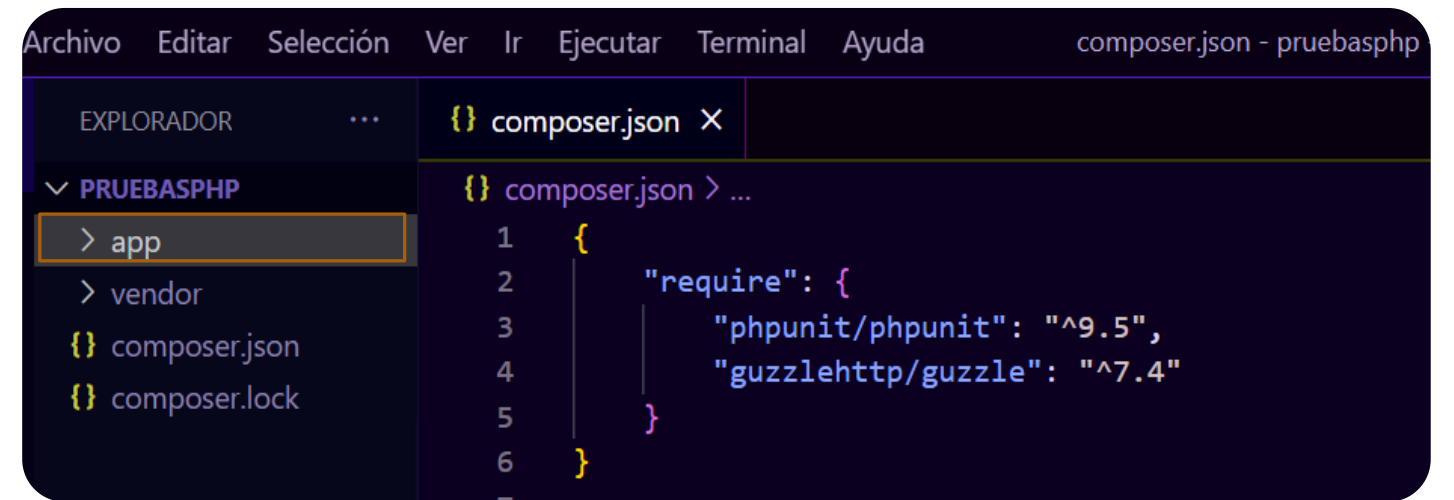 Archivo Editar Selección Ver Ir Ejecutar Terminal Ayuda composer.json - pruebasphp
EXPLORADOR ...
PRUEBASPHP
app
vendor
{} composer.json
{} composer.lock
{} composer.json ×
{} composer.json > ...
1 {
2 "require": {
3 "phpunit/phpunit": "^9.5",
4 "guzzlehttp/guzzle": "^7.4"
5 }
6 }